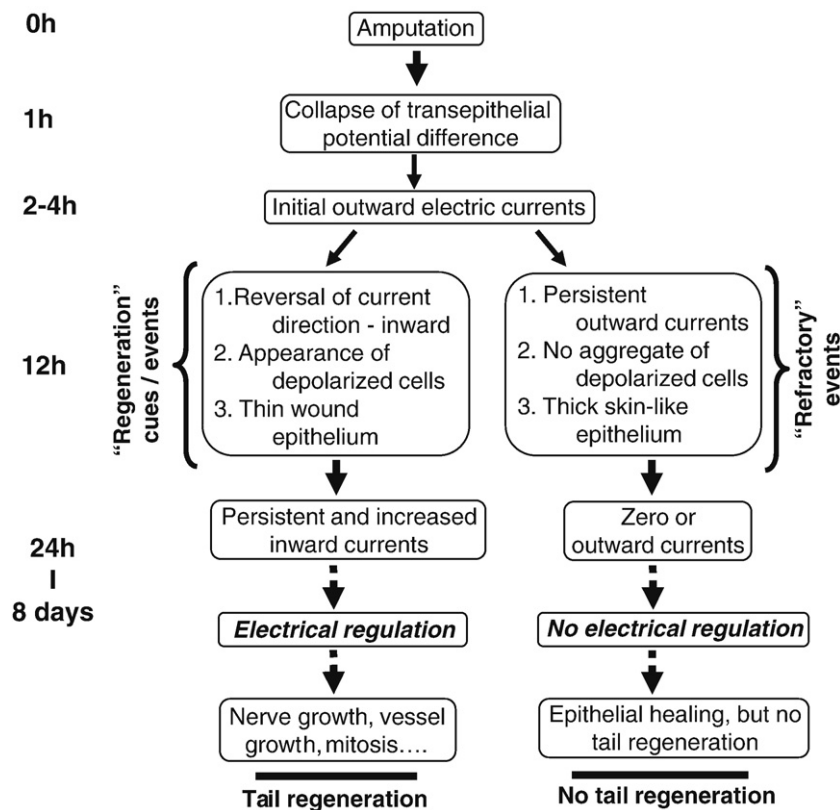 0h
Amputation
1h
Collapse of transepithelial
potential difference
2-4h
Initial outward electric currents
"Regeneration"
cues / events
12h
1.Reversal of current
direction - inward
2. Appearance of
depolarized cells
3. Thin wound
epithelium
1. Persistent
outward currents
2. No aggregate of
depolarized cells
3. Thick skin-like
epithelium
"Refractory"
events
24h
I
8 days
Persistent and increased
inward currents
Zero or
outward currents
Electrical regulation
No electrical regulation
Nerve growth, vessel
growth, mitosis….
Epithelial healing, but no
tail regeneration
Tail regeneration
No tail regeneration